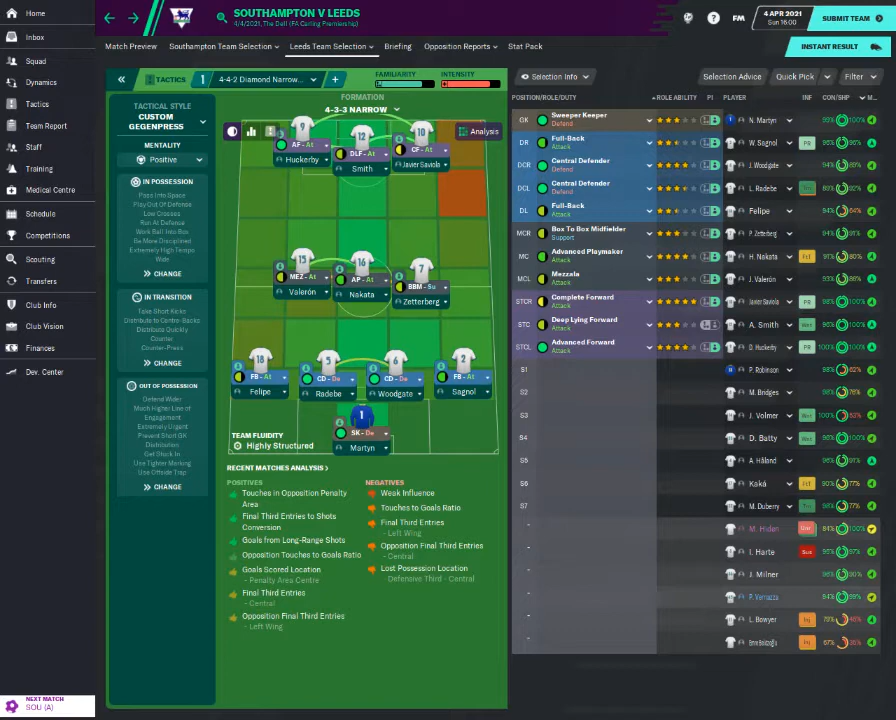 Home
SOUTHAMPTON V LEEDS
4/4/2021, The Dell (FA Carling Premiership)
FM
4 APR 2021
Sun 16:00
SUBMIT TEAM
Inbox
Match Preview
Southampton Team Selection
Leeds Team Selection
Briefing
Opposition Reports
Stat Pack
INSTANT RESULT
Squad
Dynamics
Tactics
Team Report
Staff
Training
Medical Centre
Schedule
Competitions
Scouting
Transfers
Club Info
Club Vision
Finances
Dev. Center
NEXT MATCH
SOU (A)
TACTICS
1
4-4-2 Diamond Narrow...
FAMILIARITY
INTENSITY
TACTICAL STYLE
CUSTOM
GEGENPRESS
MENTALITY
Positive
IN POSSESSION
Pass Into Space
Play Out Of Defence
Low Crosses
Run At Defence
Work Ball Into Box
Be More Disciplined
Extremely High Tempo
Wide
CHANGE
IN TRANSITION
Take Short Kicks
Distribute to Centre-Backs
Distribute Quickly
Counter
Counter-Press
CHANGE
OUT OF POSSESSION
Defend Wider
Much Higher Line of
Engagement
Extremely Urgent
Prevent Short GK
Distribution
Get Stuck In
Use Tighter Marking
Use Offside Trap
CHANGE
FORMATION
4-3-3 NARROW
Analysis
9
AF - At
Huckerby
12
DLF - At
Smith
10
CF - At
Javier Saviola
15
MEZ - At
Valerón
16
AP - At
Nakata
7
BBM - Su
Zetterberg
18
FB - At
Felipe
5
CD - De
Radebe
6
CD - De
Woodgate
2
FB - At
Sagnol
1
SK - De
Martyn
TEAM FLUIDITY
Highly Structured
RECENT MATCHES ANALYSIS
POSITIVES
Touches in Opposition Penalty
Area
Final Third Entries to Shots
Conversion
Goals from Long-Range Shots
Opposition Touches to Goals Ratio
Goals Scored Location
- Penalty Area Centre
Final Third Entries
- Central
Opposition Final Third Entries
- Left Wing
NEGATIVES
Weak Influence
Touches to Goals Ratio
Final Third Entries
- Left Wing
Opposition Final Third Entries
- Central
Lost Possession Location
- Defensive Third - Central
Selection Info
Selection Advice
Quick Pick
Filter
POSITION/ROLE/DUTY
ROLE ABILITY
PI
PLAYER
INF
CON/SHP
M...
GK Sweeper Keeper
Defend
N. Martyn
DR Full-Back
Attack
W. Sagnol PR
DCR Central Defender
Defend
J. Woodgate
DCL Central Defender
Defend
L. Radebe
DL Full-Back
Attack
Felipe
MCR Box To Box Midfielder
Support
P. Zetterberg
MC Advanced Playmaker
Attack
H. Nakata
MCL Mezzala
Attack
J. Valerón
STCR Complete Forward
Attack
Javier Saviola PR
STC Deep Lying Forward
Attack
A. Smith
STCL Advanced Forward
Attack
D. Huckerby PR
S1 P. Robinson
S2 M. Bridges
S3 J. Volmer
S4 D. Batty
S5 A. Håland
S6 Kaká
S7 M. Duberry
- M. Hiden
- I. Harte Sus
- J. Milner
- L. Bowyer Inj